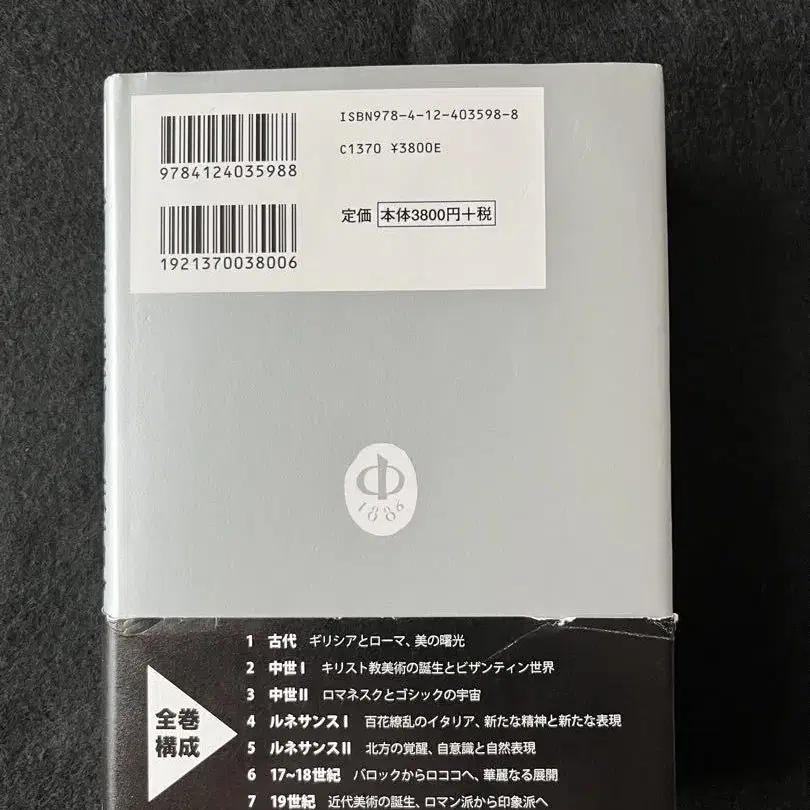 ISBN978-4-12-403598-8
C1370 ¥3800E
9784124035988
定価 本体3800円+税
1921370038006
中
1886
全巻
構成
1 古代 ギリシアとローマ、美の曙光
2 中世Ⅰ キリスト教美術の誕生とビザンティン世界
3 中世Ⅱ ロマネスクとゴシックの宇宙
4 ルネサンスⅠ 百花繚乱のイタリア、新たな精神と新たな表現
5 ルネサンスⅡ 北方の覚醒、自意識と自然表現
6 17~18世紀 バロックからロココへ、華麗なる展開
7 19世紀 近代美術の誕生、ロマン派から印象派へ